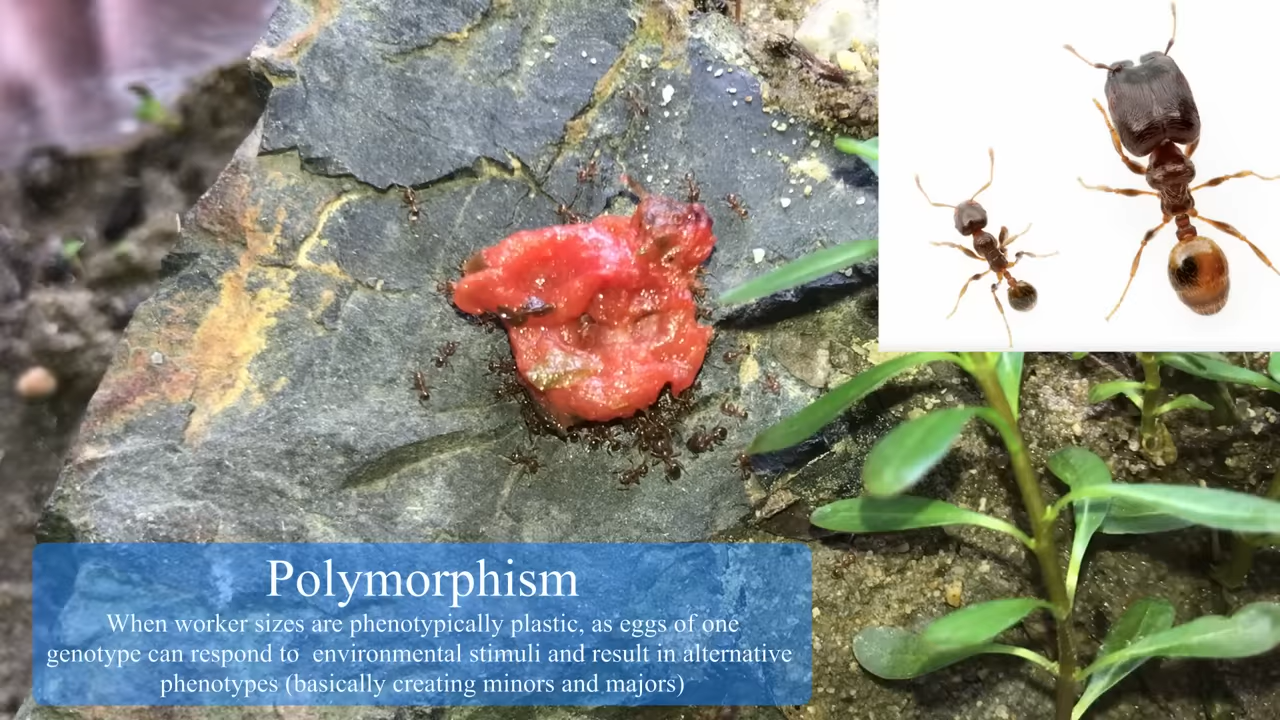 Polymorphism
When worker sizes are phenotypically plastic, as eggs of one
genotype can respond to environmental stimuli and result in alternative
phenotypes (basically creating minors and majors)